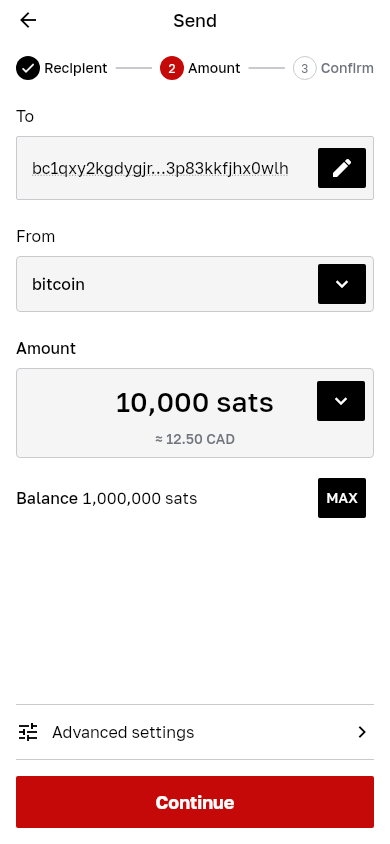 Send
Recipient 2 Amount 3 Confirm
To
bc1qxy2kgdygjr...3p83kkfjhx0wlh
From
bitcoin
Amount
10,000 sats
≈ 12.50 CAD
Balance 1,000,000 sats MAX
Advanced settings
Continue